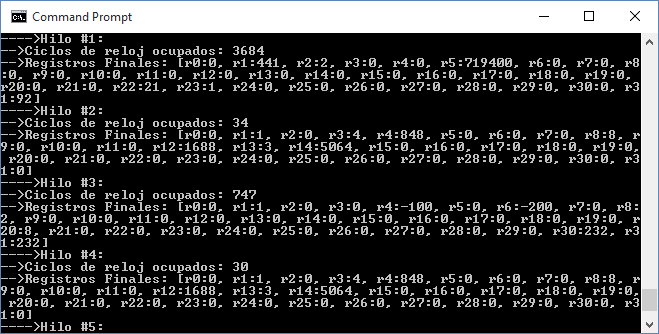 Command Prompt
---->Hilo #1:
-->Ciclos de reloj ocupados: 3684
-->Registros Finales: [r0:0, r1:441, r2:2, r3:0, r4:0, r5:719400, r6:0, r7:0, r8
:0, r9:0, r10:0, r11:0, r12:0, r13:0, r14:0, r15:0, r16:0, r17:0, r18:0, r19:0,
r20:0, r21:0, r22:21, r23:1, r24:0, r25:0, r26:0, r27:0, r28:0, r29:0, r30:0, r3
1:92]
---->Hilo #2:
-->Ciclos de reloj ocupados: 34
-->Registros Finales: [r0:0, r1:1, r2:0, r3:4, r4:848, r5:0, r6:0, r7:0, r8:8, r
9:0, r10:0, r11:0, r12:1688, r13:3, r14:5064, r15:0, r16:0, r17:0, r18:0, r19:0,
r20:0, r21:0, r22:0, r23:0, r24:0, r25:0, r26:0, r27:0, r28:0, r29:0, r30:0, r3
1:0]
---->Hilo #3:
-->Ciclos de reloj ocupados: 747
-->Registros Finales: [r0:0, r1:1, r2:0, r3:0, r4:-100, r5:0, r6:-200, r7:0, r8:
2, r9:0, r10:0, r11:0, r12:0, r13:0, r14:0, r15:0, r16:0, r17:0, r18:0, r19:0, r
20:8, r21:0, r22:0, r23:0, r24:0, r25:0, r26:0, r27:0, r28:0, r29:0, r30:232, r3
1:232]
---->Hilo #4:
-->Ciclos de reloj ocupados: 30
-->Registros Finales: [r0:0, r1:1, r2:0, r3:4, r4:848, r5:0, r6:0, r7:0, r8:8, r
9:0, r10:0, r11:0, r12:1688, r13:3, r14:5064, r15:0, r16:0, r17:0, r18:0, r19:0,
r20:0, r21:0, r22:0, r23:0, r24:0, r25:0, r26:0, r27:0, r28:0, r29:0, r30:0, r3
1:0]
---->Hilo #5: